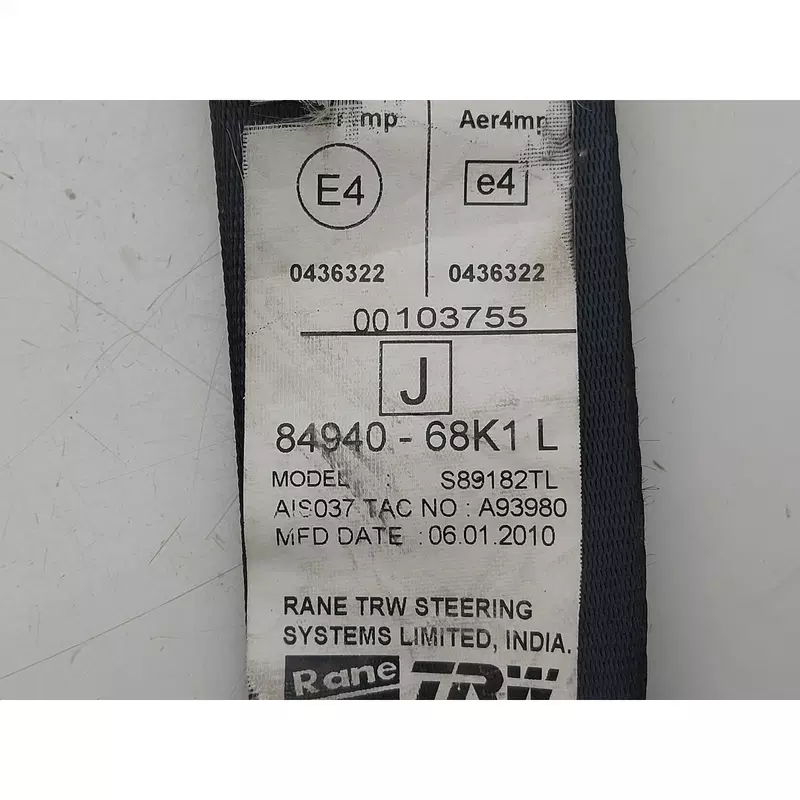 mp Aer4mr
E4 e4
0436322 0436322
00103755
J
84940 - 68K1 L
MODEL : S89182TL
AIS037 TAC NO : A93980
MFD DATE : 06.01.2010
RANE TRW STEERING
SYSTEMS LIMITED, INDIA.
Rane TRW